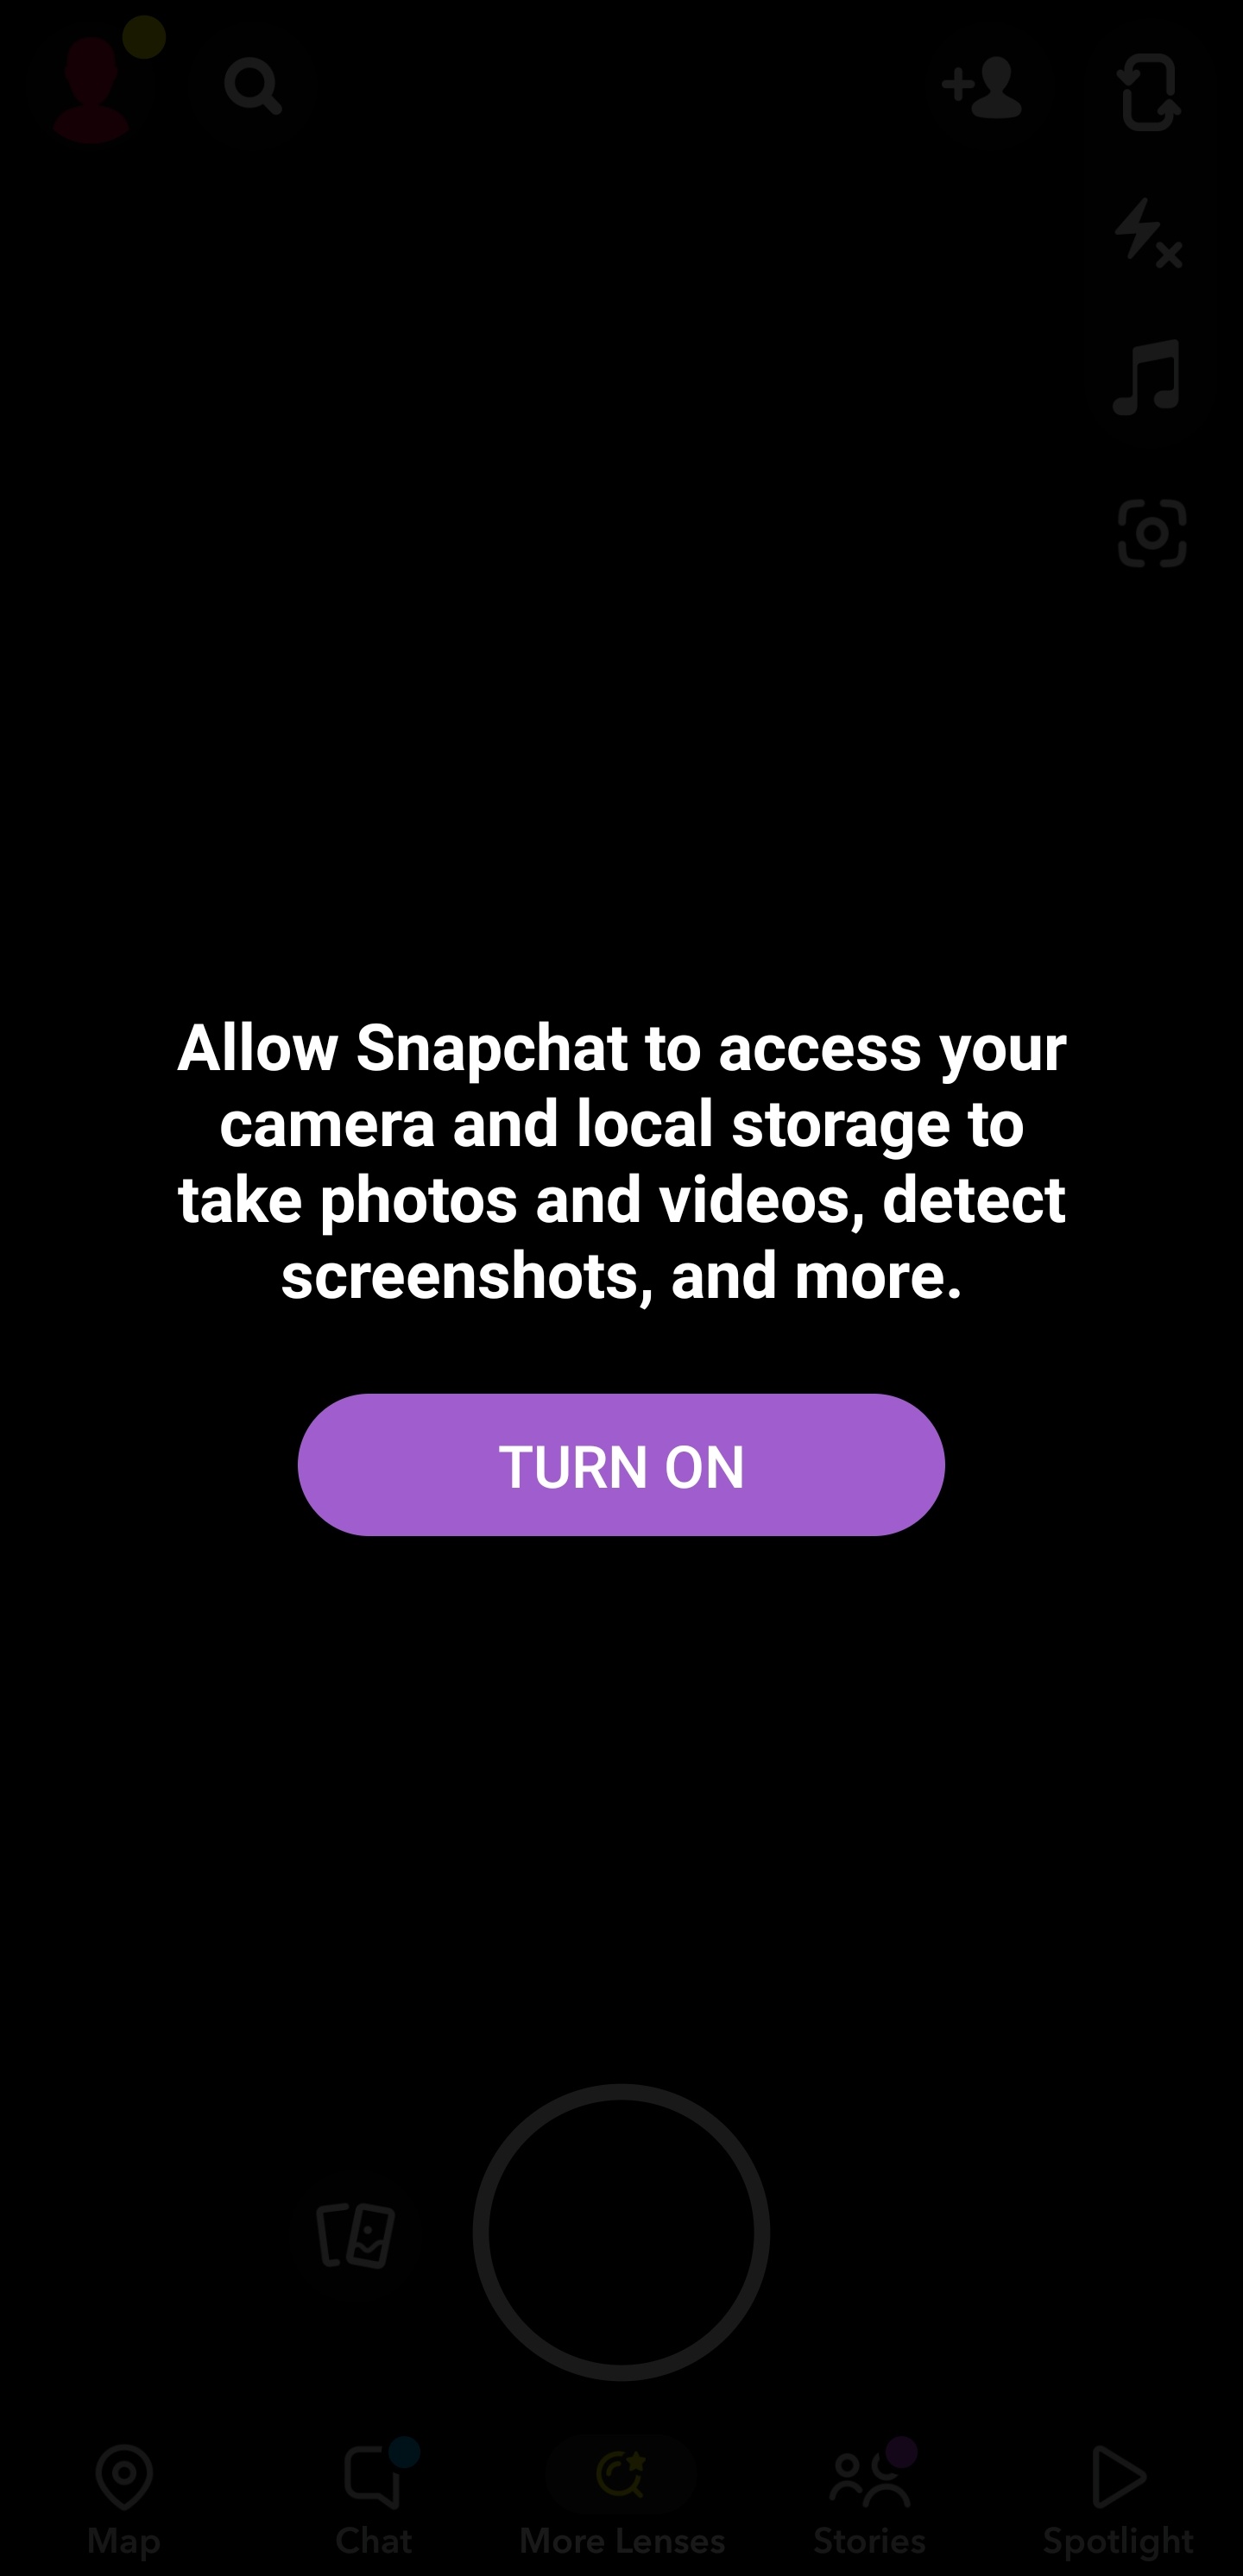 Allow Snapchat to access your
camera and local storage to
take photos and videos, detect
screenshots, and more.
TURN ON
Map
Chat
More Lenses
Stories
Spotlight